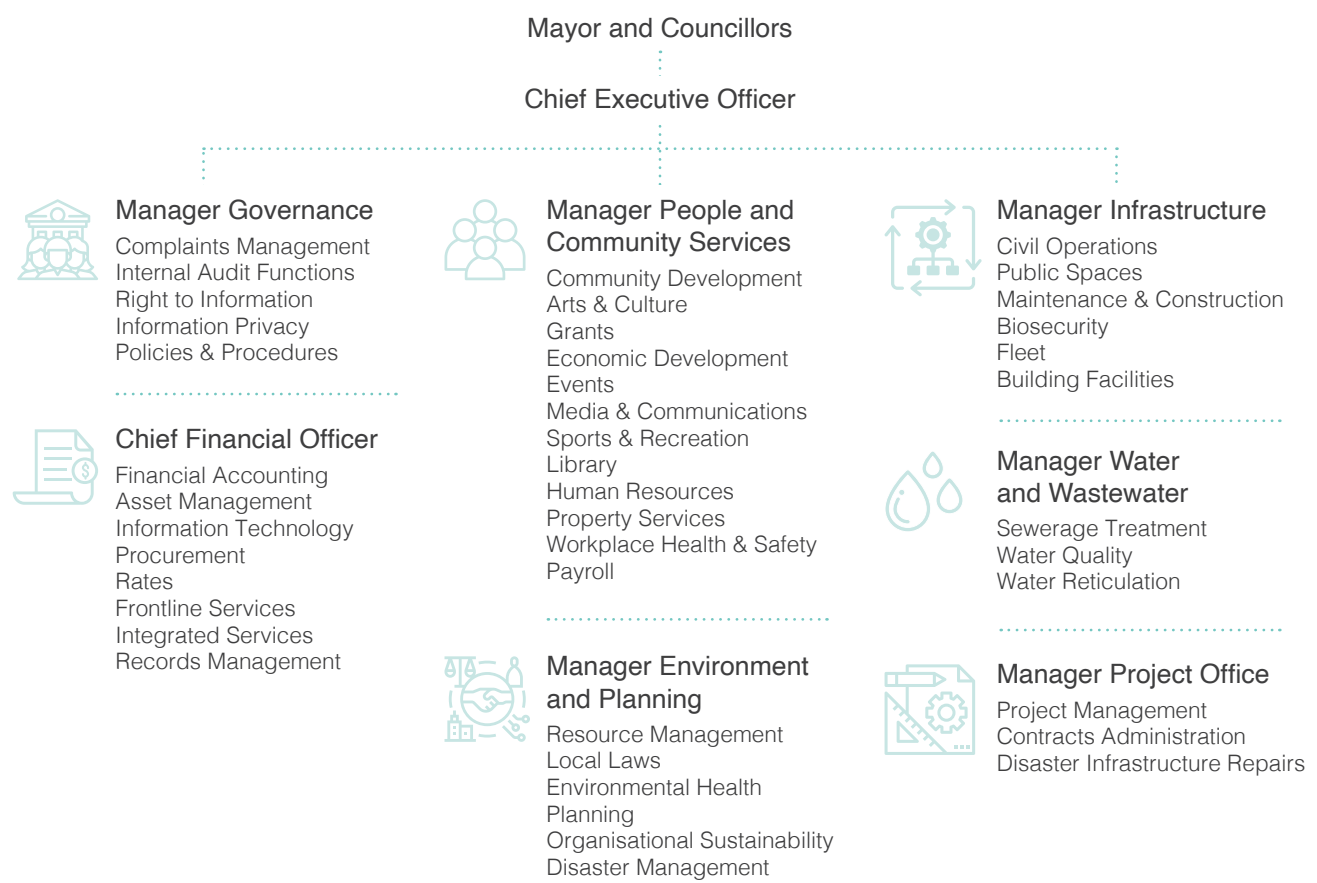 Mayor and Councillors
Chief Executive Officer
Manager Governance
Complaints Management
Internal Audit Functions
Right to Information
Information Privacy
Policies & Procedures
Chief Financial Officer
Financial Accounting
Asset Management
Information Technology
Procurement
Rates
Frontline Services
Integrated Services
Records Management
Manager People and
Community Services
Community Development
Arts & Culture
Grants
Economic Development
Events
Media & Communications
Sports & Recreation
Library
Human Resources
Property Services
Workplace Health & Safety
Payroll
Manager Environment
and Planning
Resource Management
Local Laws
Environmental Health
Planning
Organisational Sustainability
Disaster Management
Manager Infrastructure
Civil Operations
Public Spaces
Maintenance & Construction
Biosecurity
Fleet
Building Facilities
Manager Water
and Wastewater
Sewerage Treatment
Water Quality
Water Reticulation
Manager Project Office
Project Management
Contracts Administration
Disaster Infrastructure Repairs
$